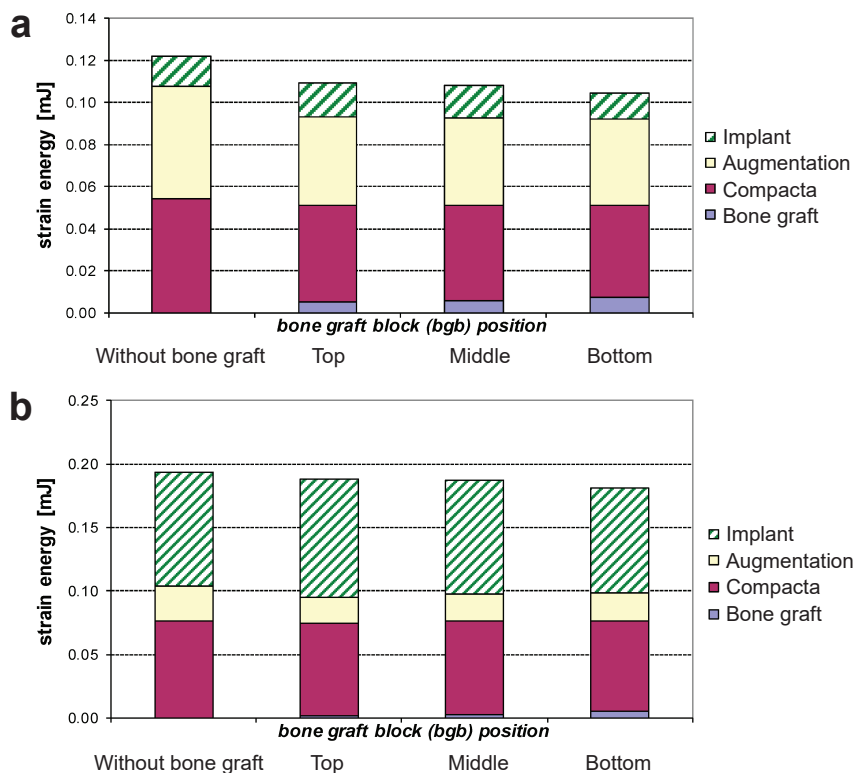 a
strain energy [mJ]
0.14
0.12
0.10
0.08
0.06
0.04
0.02
0.00
bone graft block (bgb) position
Without bone graft Top Middle Bottom
Implant
Augmentation
Compacta
Bone graft
b
strain energy [mJ]
0.25
0.20
0.15
0.10
0.05
0.00
bone graft block (bgb) position
Without bone graft Top Middle Bottom
Implant
Augmentation
Compacta
Bone graft